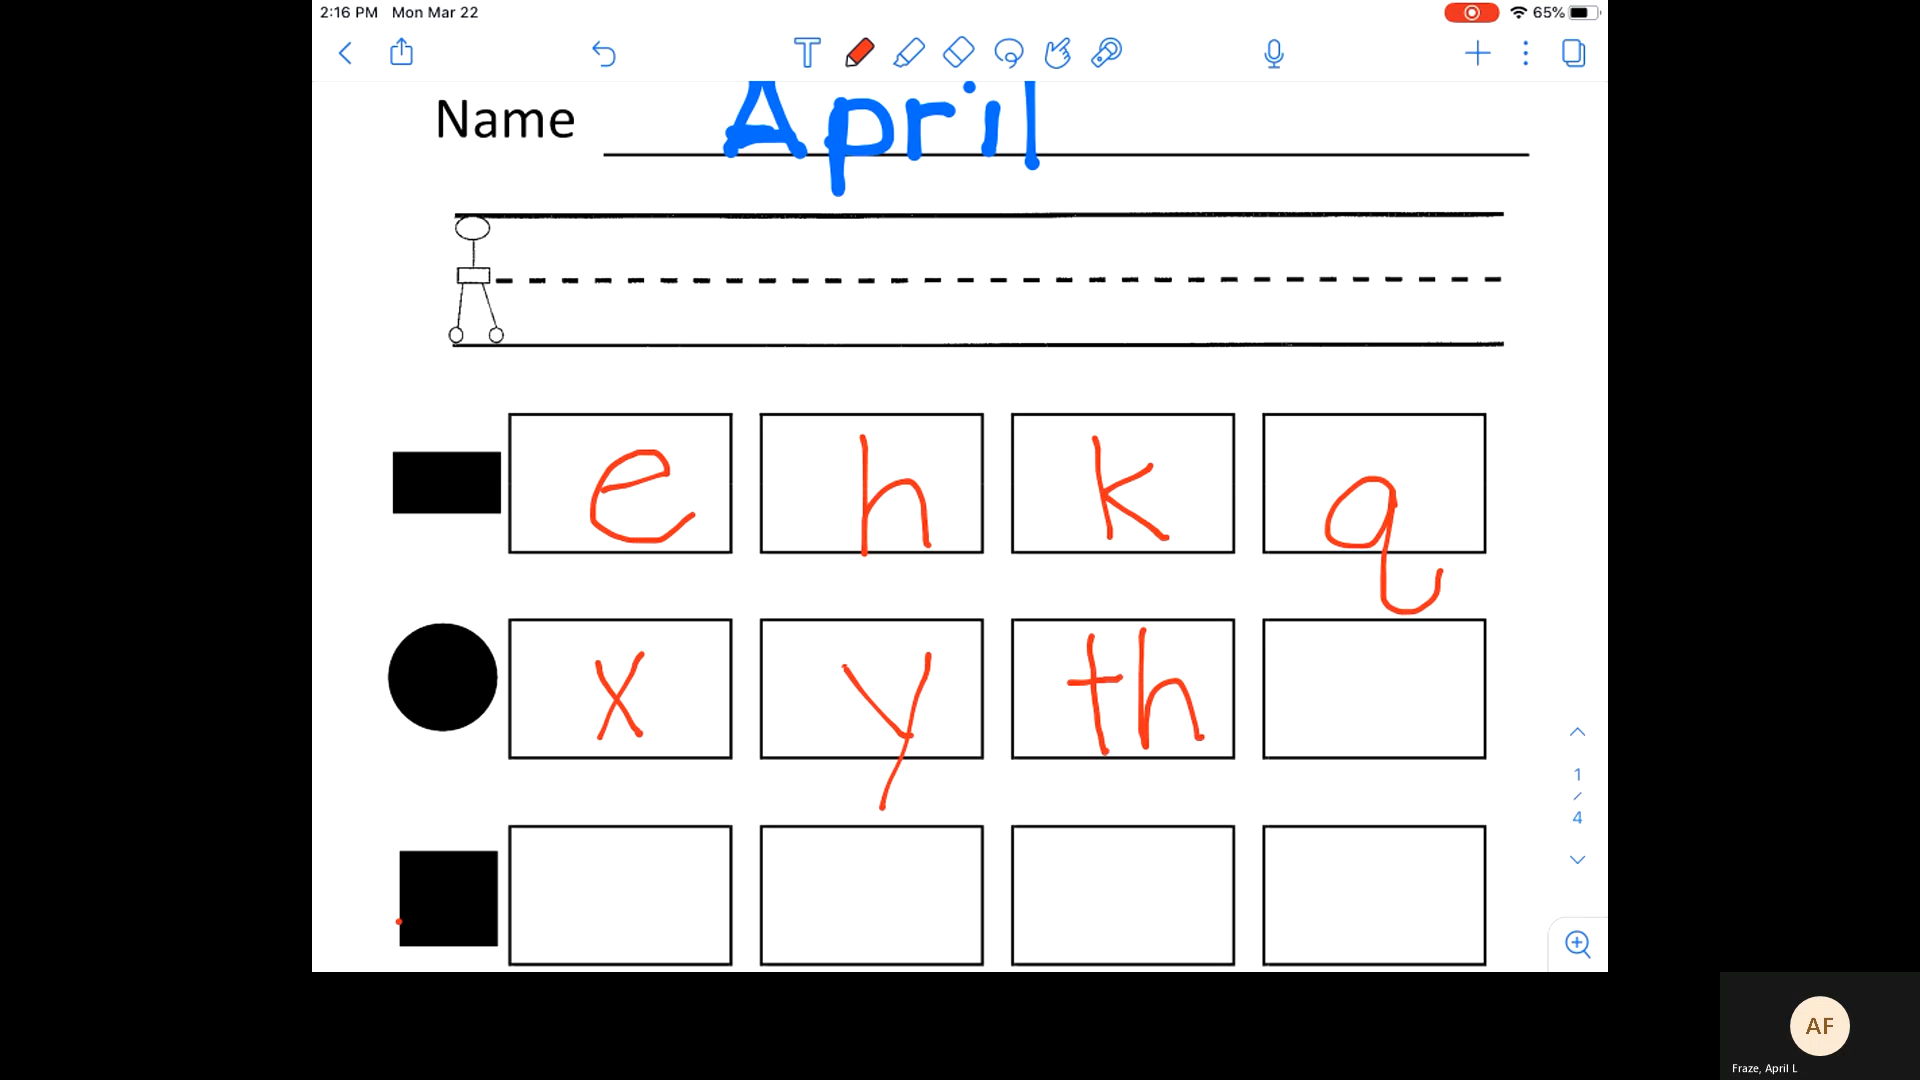 2:16 PM Mon Mar 22
65%
Name April
e h k q
x y th
1
/
4
AF
Fraze, April L